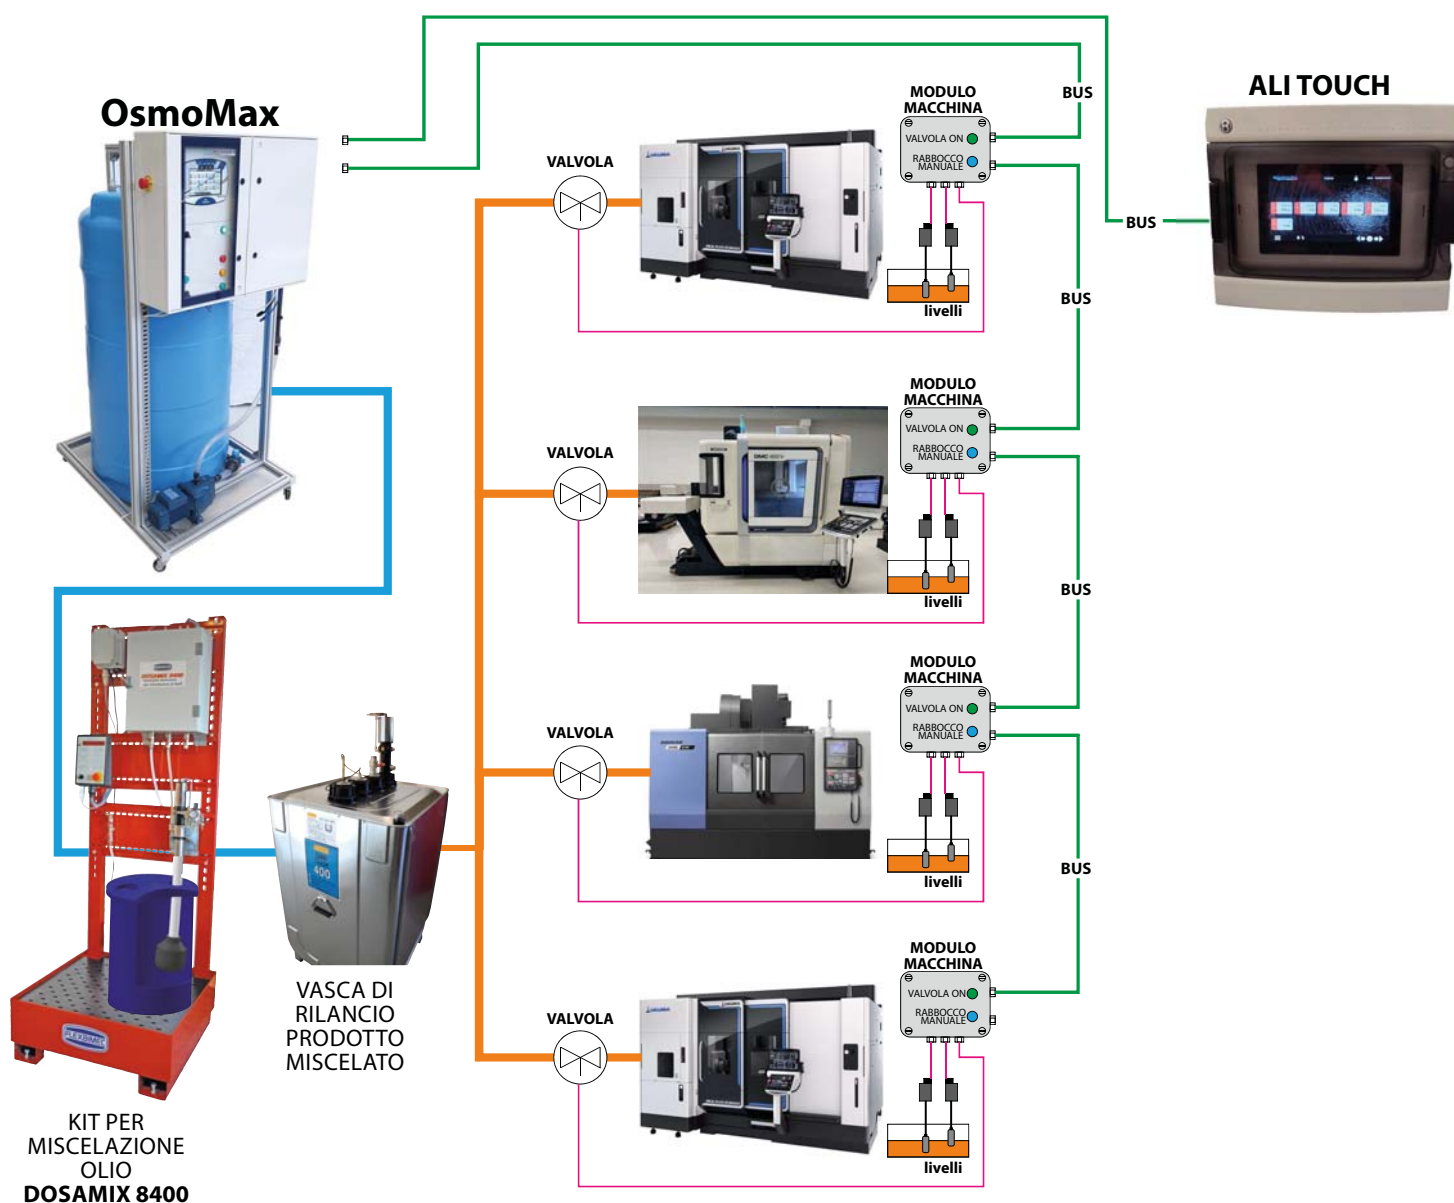 OsmoMax
ALI TOUCH
BUS
BUS
BUS
BUS
BUS
MODULO
MACCHINA
VALVOLA ON
RABBOCCO
MANUALE
VALVOLA
livelli
MODULO
MACCHINA
VALVOLA ON
RABBOCCO
MANUALE
VALVOLA
livelli
MODULO
MACCHINA
VALVOLA ON
RABBOCCO
MANUALE
VALVOLA
livelli
MODULO
MACCHINA
VALVOLA ON
RABBOCCO
MANUALE
VALVOLA
livelli
400
VASCA DI
RILANCIO
PRODOTTO
MISCELATO
FLEXBIMEC
KIT PER
MISCELAZIONE
OLIO
DOSAMIX 8400